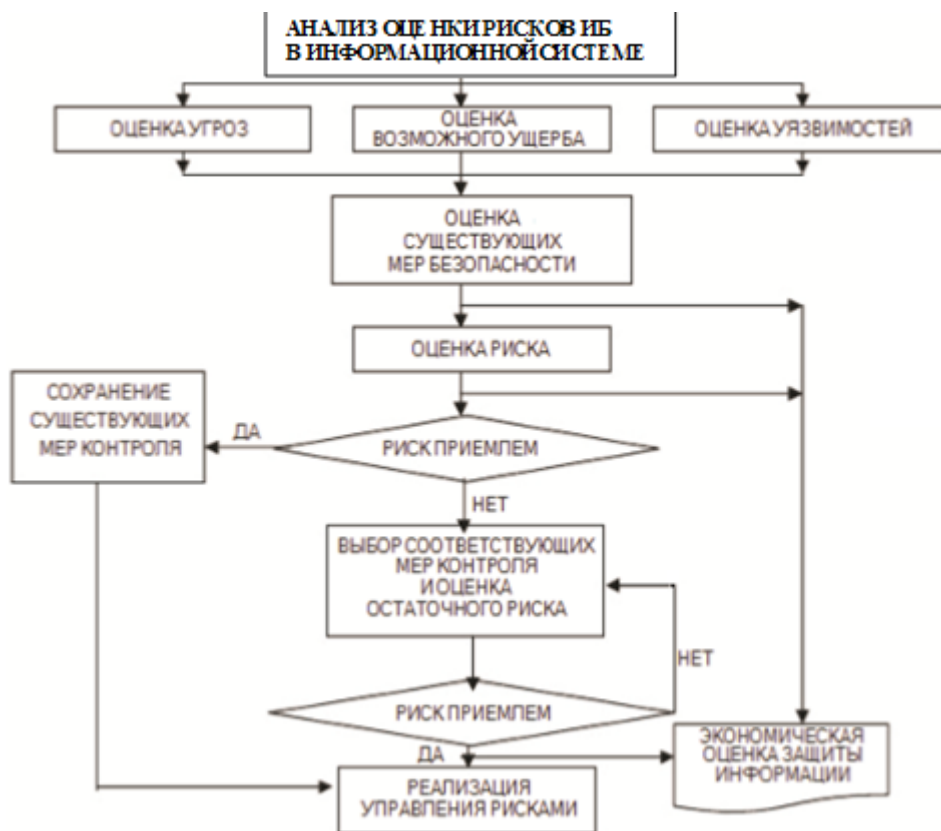 АНАЛИЗ ОЦЕНКИ РИСКОВ ИБ
В ИНФОРМАЦИОННОЙ СИСТЕМЕ
ОЦЕНКА УГРОЗ
ОЦЕНКА
ВОЗМОЖНОГО УЩЕРБА
ОЦЕНКА УЯЗВИМОСТЕЙ
ОЦЕНКА
СУЩЕСТВУЮЩИХ
МЕР БЕЗОПАСНОСТИ
ОЦЕНКА РИСКА
СОХРАНЕНИЕ
СУЩЕСТВУЮЩИХ
МЕР КОНТРОЛЯ
ДА
РИСК ПРИЕМЛЕМ
НЕТ
ВЫБОР СООТВЕТСТВУЮЩИХ
МЕР КОНТРОЛЯ
И ОЦЕНКА
ОСТАТОЧНОГО РИСКА
НЕТ
РИСК ПРИЕМЛЕМ
ДА
ЭКОНОМИЧЕСКАЯ
ОЦЕНКА ЗАЩИТЫ
ИНФОРМАЦИИ
РЕАЛИЗАЦИЯ
УПРАВЛЕНИЯ РИСКАМИ